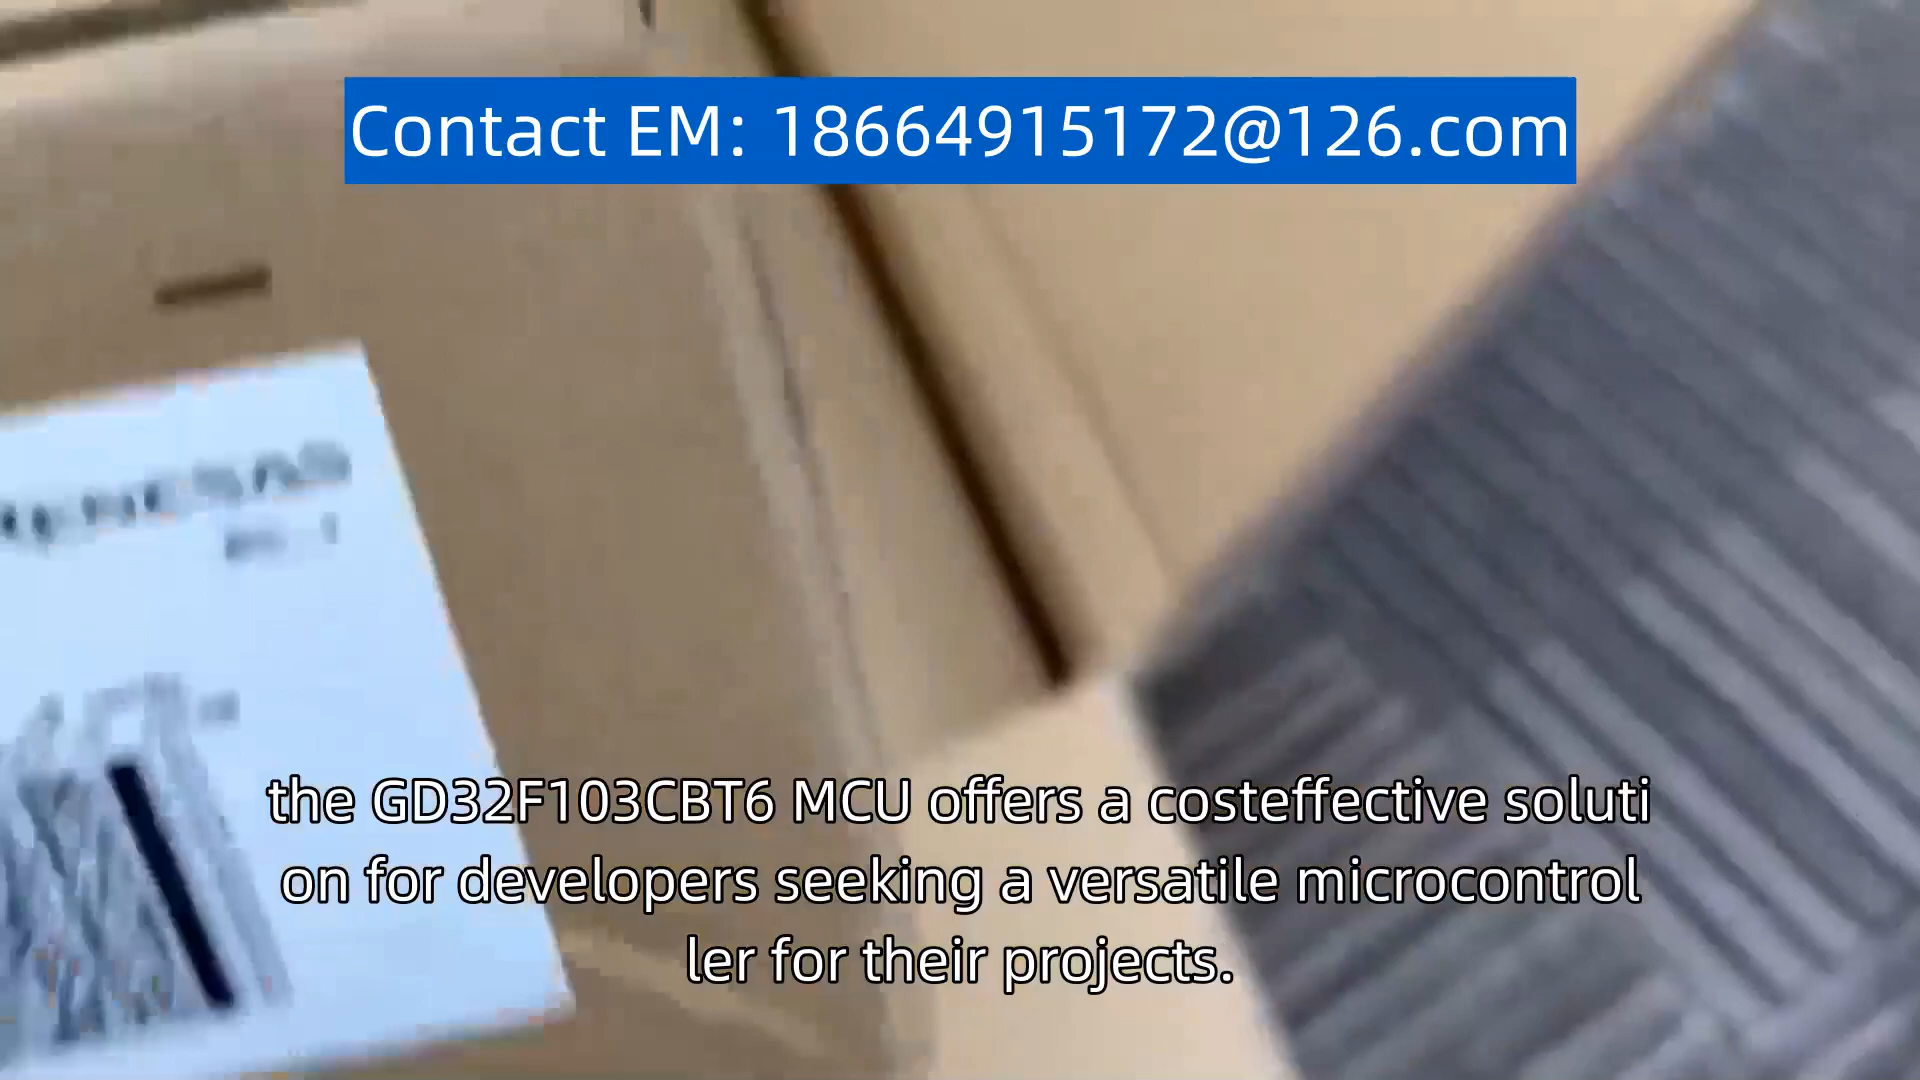 Contact EM: 18664915172@126.com
the GD32F103CBT6 MCU offers a costeffective soluti
on for developers seeking a versatile microcontrol
ler for their projects.